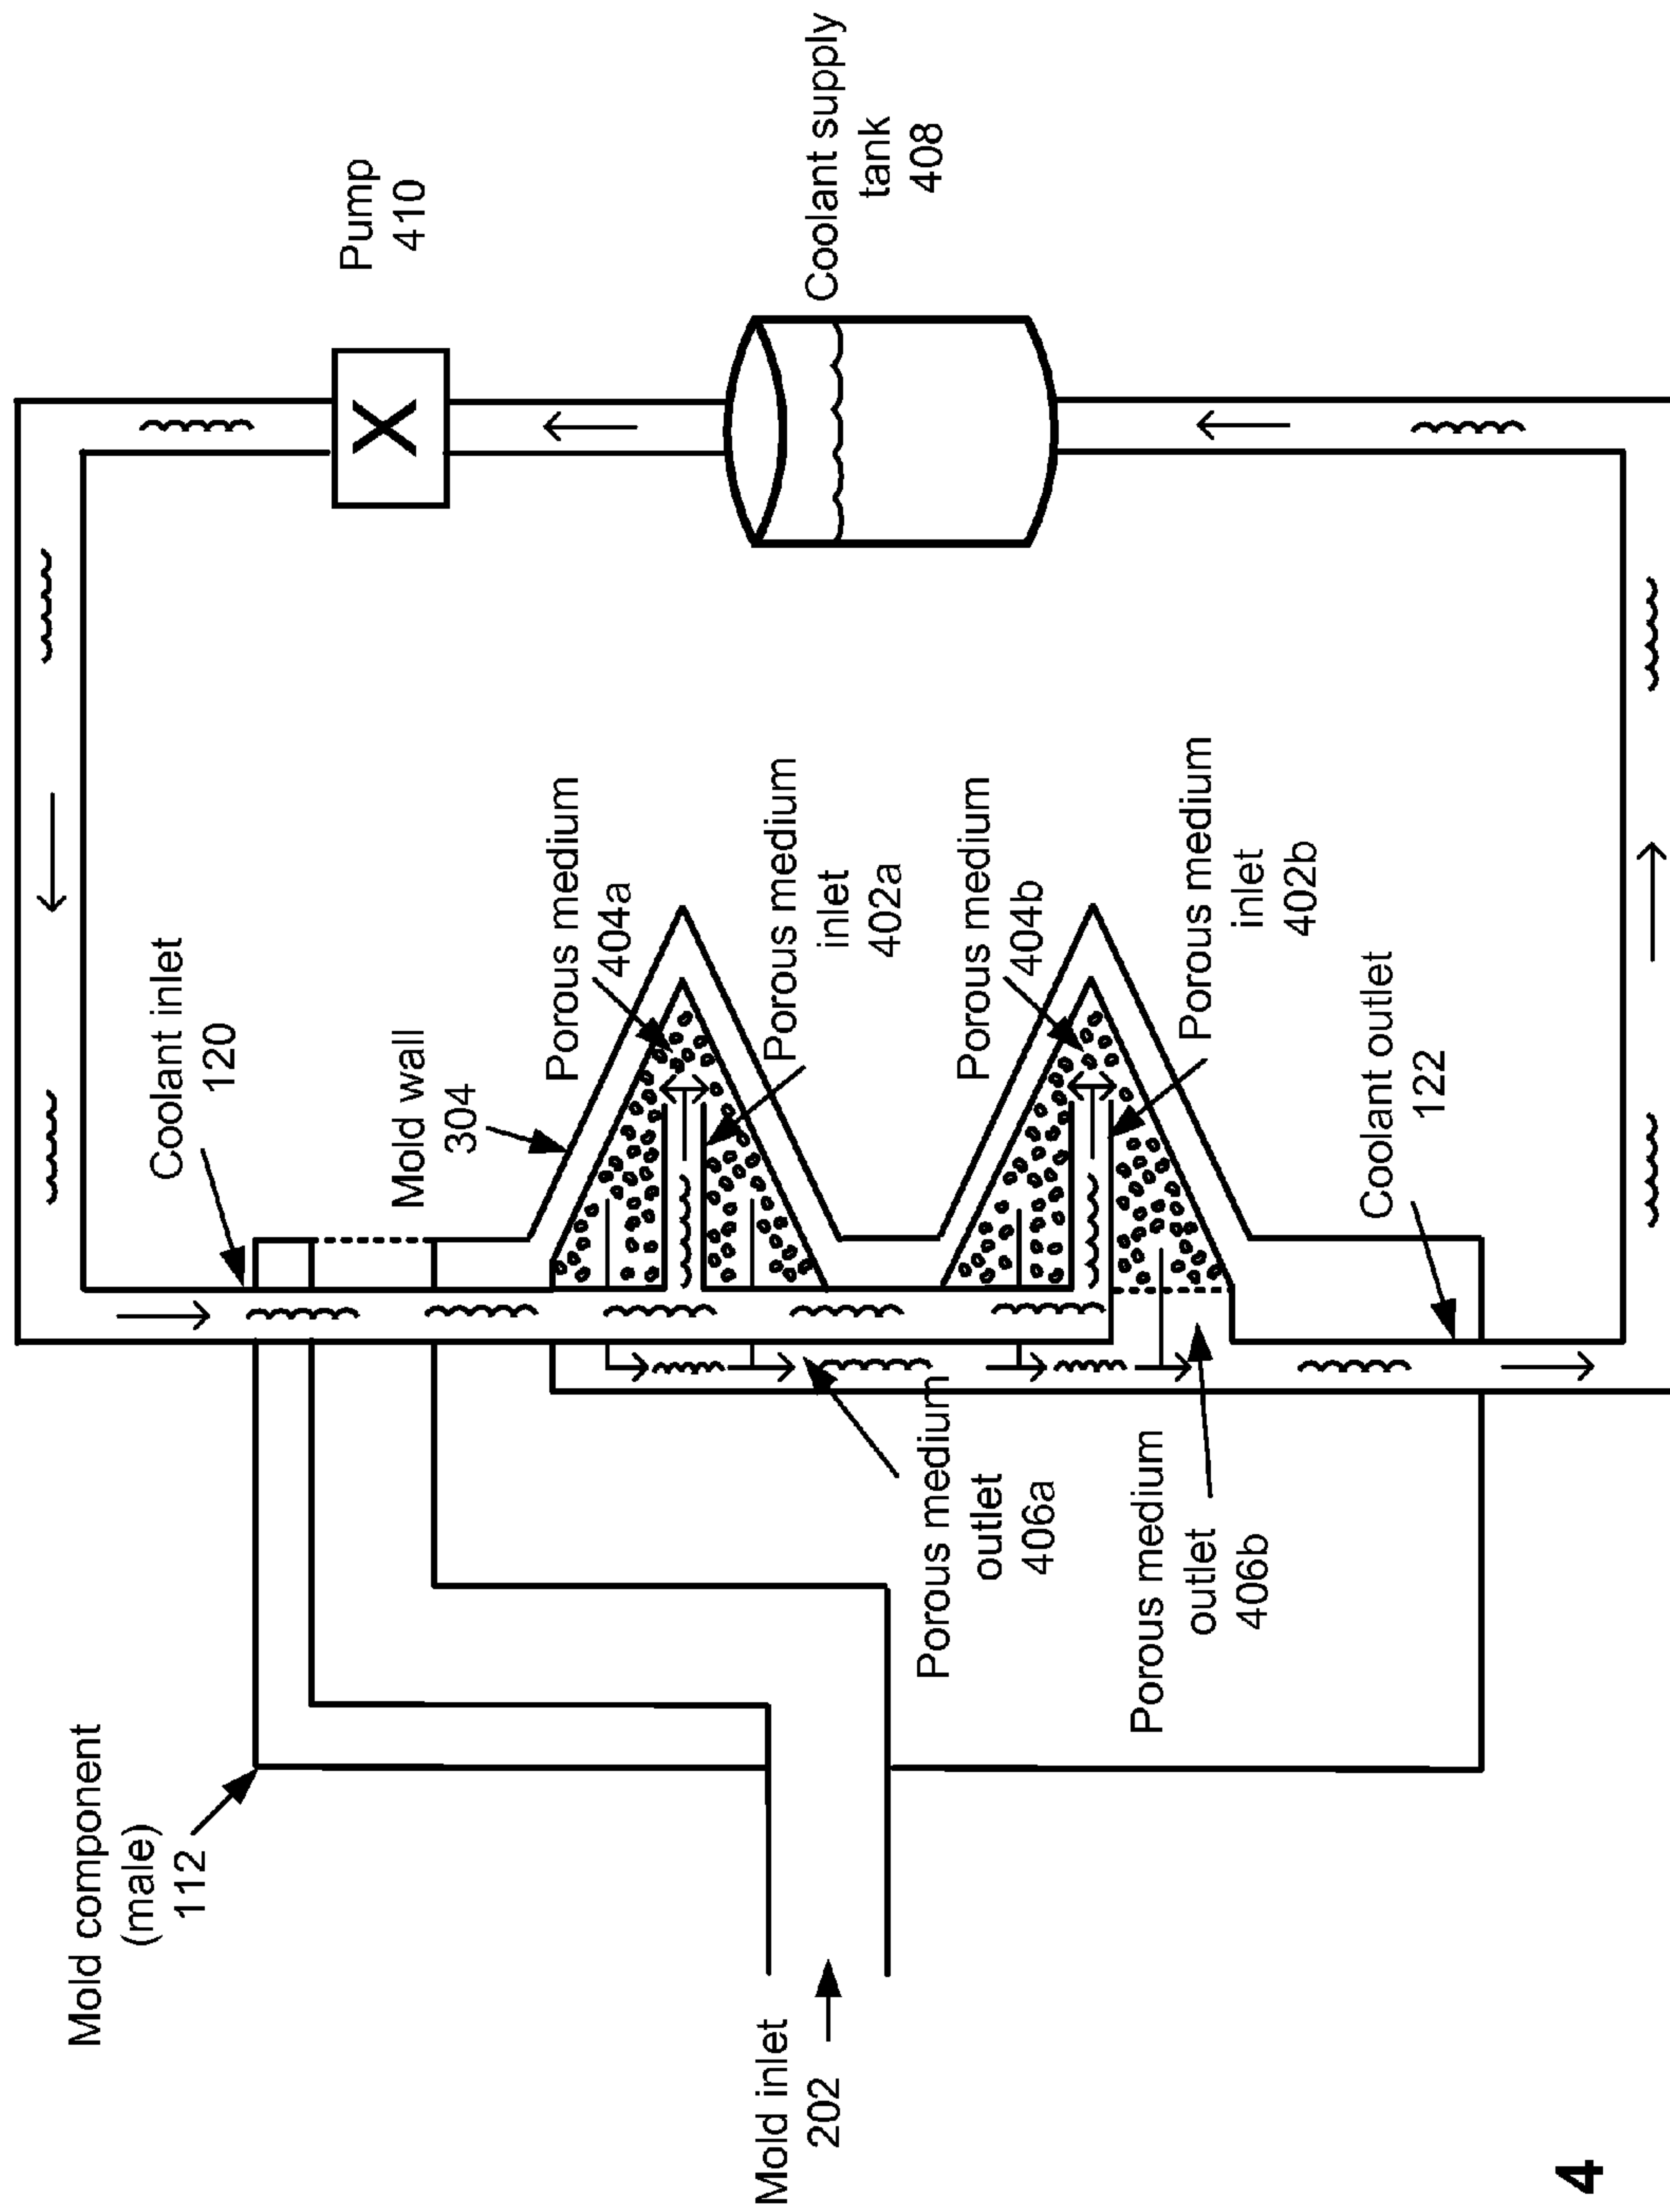 Mold component
(male)
112
Mold inlet
202
Coolant inlet
120
Mold wall
304
Porous medium
404a
Porous medium
inlet
402a
Porous medium
404b
Porous medium
inlet
402b
Coolant outlet
122
Porous medium
outlet
406a
Porous medium
outlet
406b
Pump
410
X
Coolant supply
tank
408
4